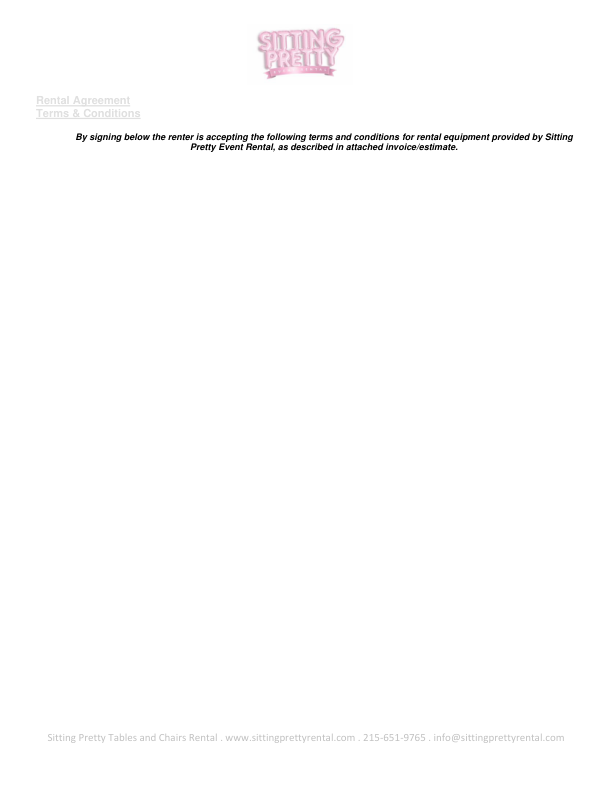 SITTING
PRETTY
Rental Agreement
Terms & Conditions
By signing below the renter is accepting the following terms and conditions for rental equipment provided by Sitting
Pretty Event Rental, as described in attached invoice/estimate.
Sitting Pretty Tables and Chairs Rental . www.sittingprettyrental.com . 215-651-9765 . info@sittingprettyrental.com